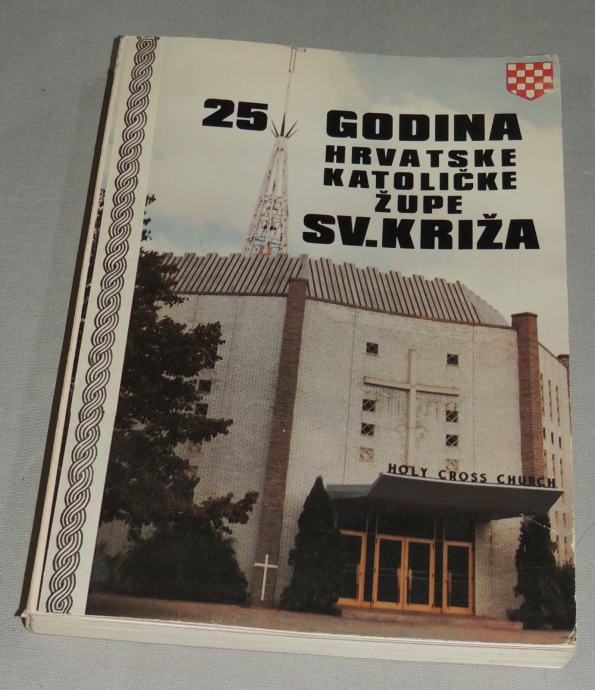 25 GODINA
HRVATSKE
KATOLIČKE
ŽUPE
SV.KRIŽA
HOLY CROSS CHURCH